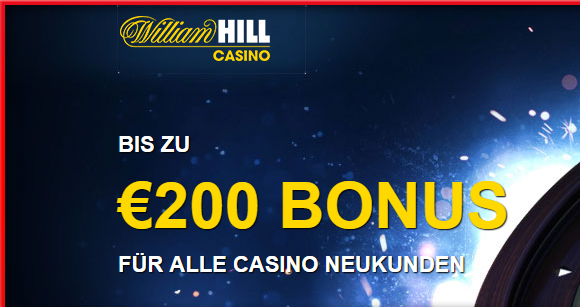 William HILL
CASINO
BIS ZU
€200 BONUS
FÜR ALLE CASINO NEUKUNDEN